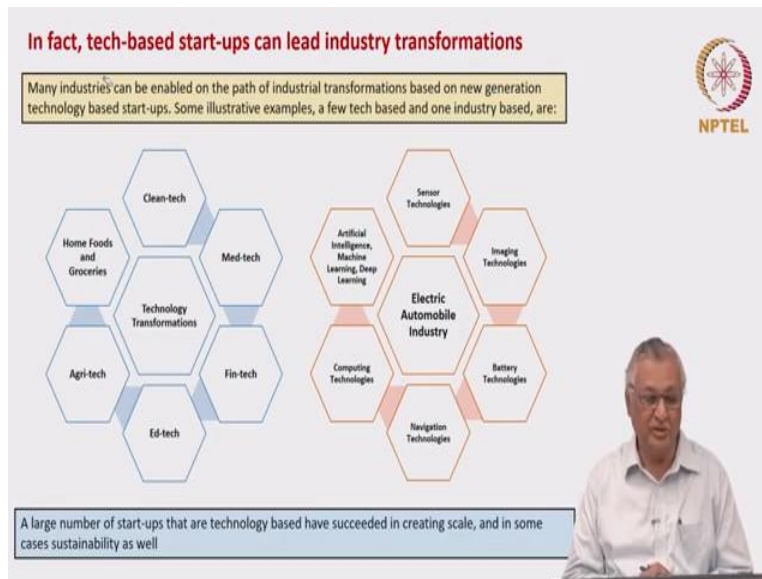 In fact, tech-based start-ups can lead industry transformations
Many industries can be enabled on the path of industrial transformations based on new generation
technology based start-ups. Some illustrative examples, a few tech based and one industry based, are:
NPTEL
Clean-tech
Med-tech
Fin-tech
Ed-tech
Agri-tech
Home Foods
and
Groceries
Technology
Transformations
Sensor
Technologies
Imaging
Technologies
Battery
Technologies
Navigation
Technologies
Computing
Technologies
Artificial
Intelligence,
Machine
Learning, Deep
Learning
Electric
Automobile
Industry
A large number of start-ups that are technology based have succeeded in creating scale, and in some
cases sustainability as well